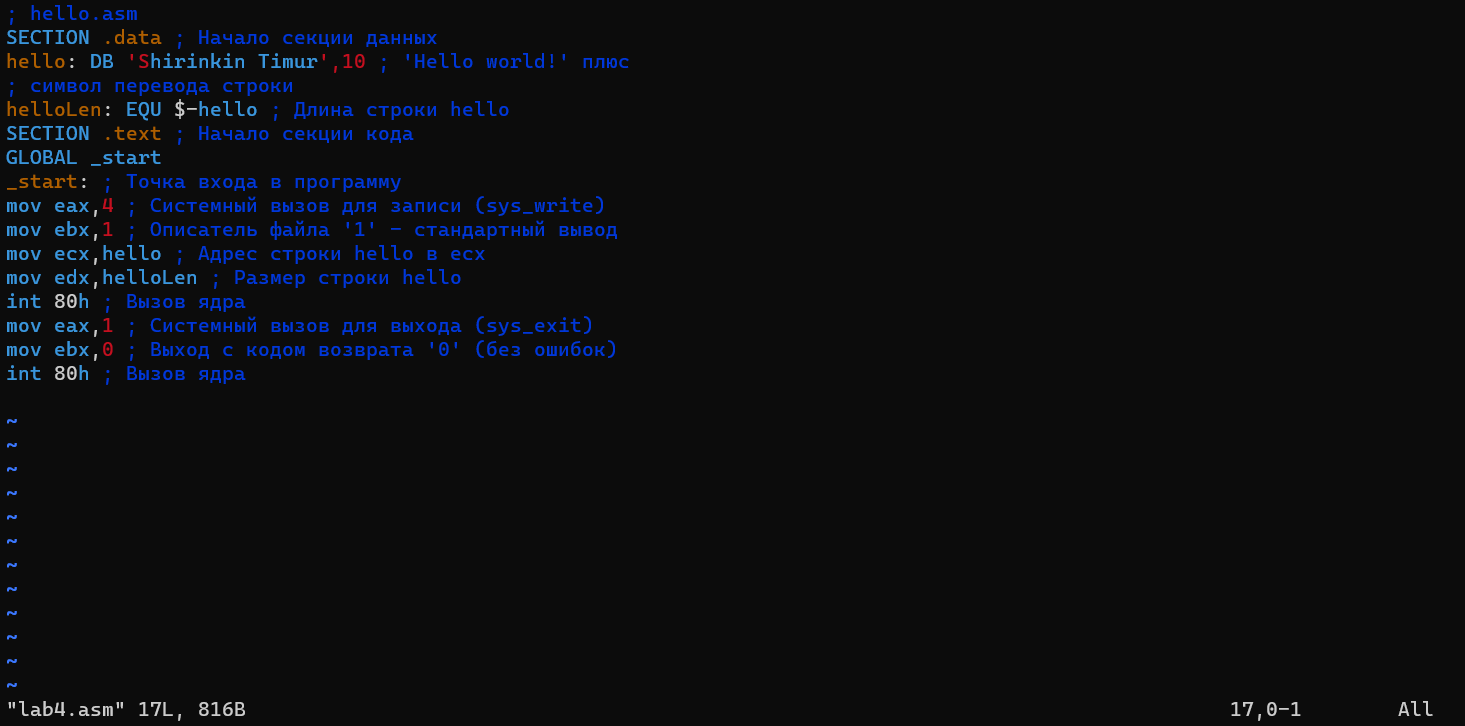 ; hello.asm
SECTION .data ; Начало секции данных
hello: DB 'Shirinkin Timur',10 ; 'Hello world!' плюс
; символ перевода строки
helloLen: EQU $-hello ; Длина строки hello
SECTION .text ; Начало секции кода
GLOBAL _start
_start: ; Точка входа в программу
mov eax,4 ; Системный вызов для записи (sys_write)
mov ebx,1 ; Описатель файла '1' - стандартный вывод
mov ecx,hello ; Адрес строки hello в ecx
mov edx,helloLen ; Размер строки hello
int 80h ; Вызов ядра
mov eax,1 ; Системный вызов для выхода (sys_exit)
mov ebx,0 ; Выход с кодом возврата '0' (без ошибок)
int 80h ; Вызов ядра
~
~
~
~
~
~
~
~
~
~
~
~
"lab4.asm" 17L, 816B 17,0-1 All